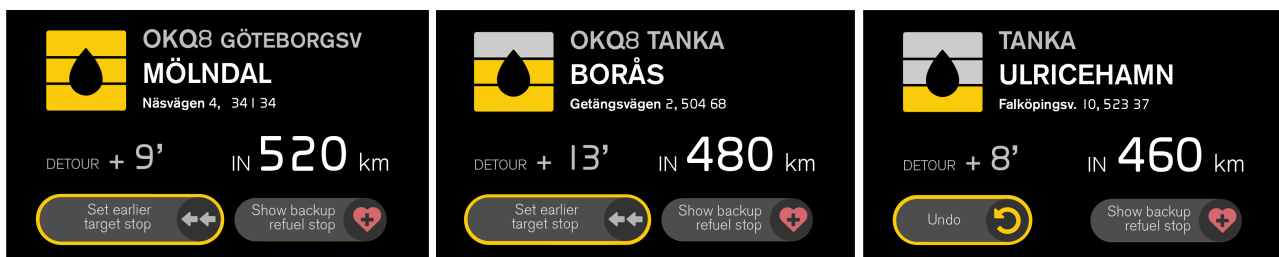 OKQ8 GÖTEBORGSV
MÖLNDAL
Näsvägen 4, 341 34
DETOUR + 9’ IN 520 km
Set earlier
target stop
Show backup
refuel stop
OKQ8 TANKA
BORÅS
Getängsvägen 2, 504 68
DETOUR + 13’ IN 480 km
Set earlier
target stop
Show backup
refuel stop
TANKA
ULRICEHAMN
Falköpingsv. 10, 523 37
DETOUR + 8’ IN 460 km
Undo
Show backup
refuel stop